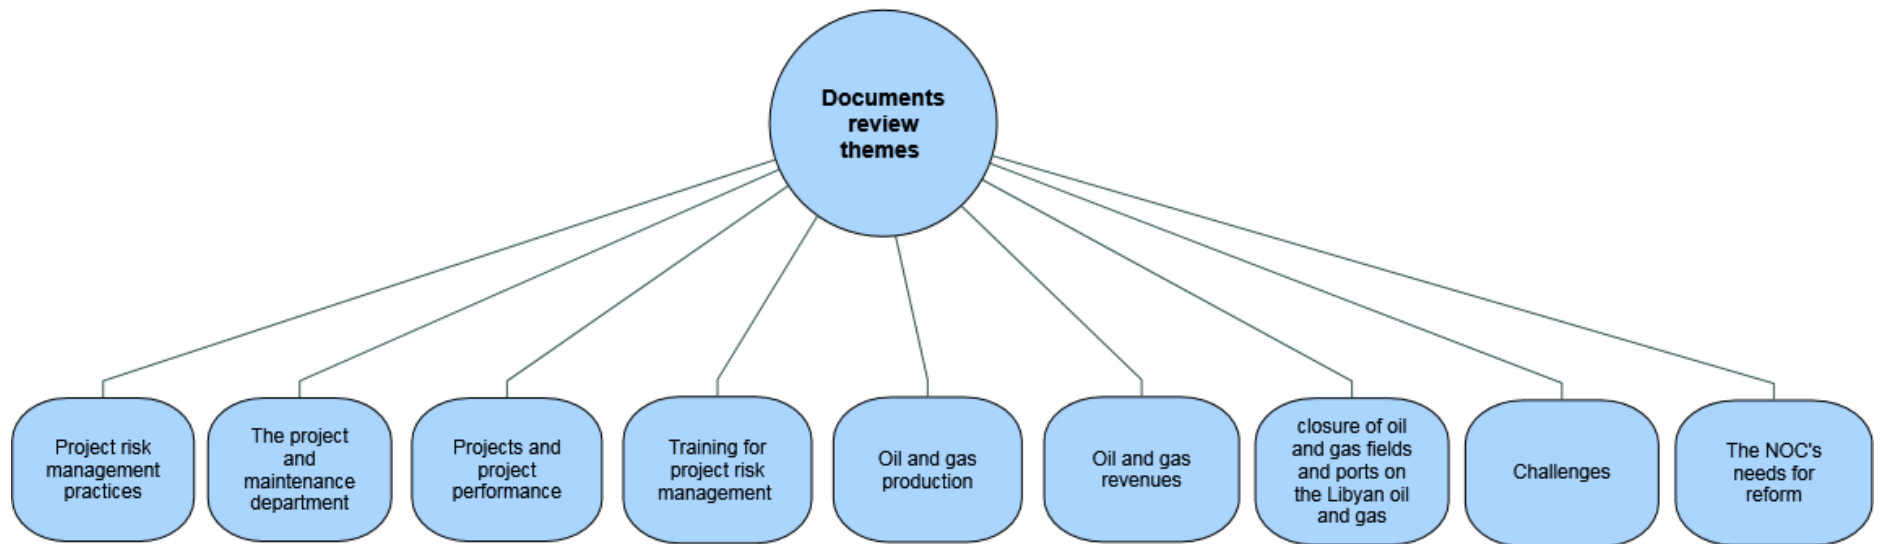 Documents
review
themes
Project risk
management
practices
The project
and
maintenance
department
Projects and
project
performance
Training for
project risk
management
Oil and gas
production
Oil and gas
revenues
closure of oil
and gas fields
and ports on
the Libyan oil
and gas
Challenges
The NOC's
needs for
reform